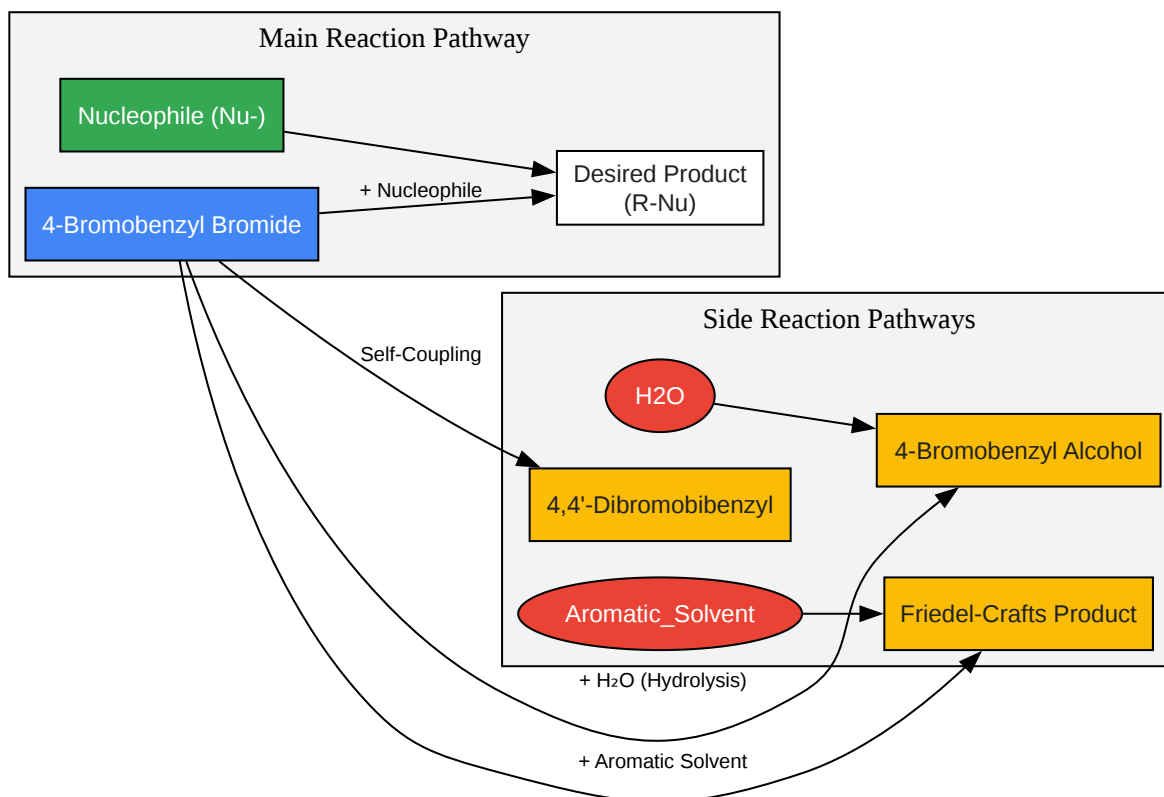 Main Reaction Pathway
Nucleophile (Nu-)
4-Bromobenzyl Bromide
+ Nucleophile
Desired Product
(R-Nu)
Self-Coupling
Side Reaction Pathways
H2O
4-Bromobenzyl Alcohol
4,4'-Dibromobibenzyl
Aromatic_Solvent
Friedel-Crafts Product
+ H₂O (Hydrolysis)
+ Aromatic Solvent